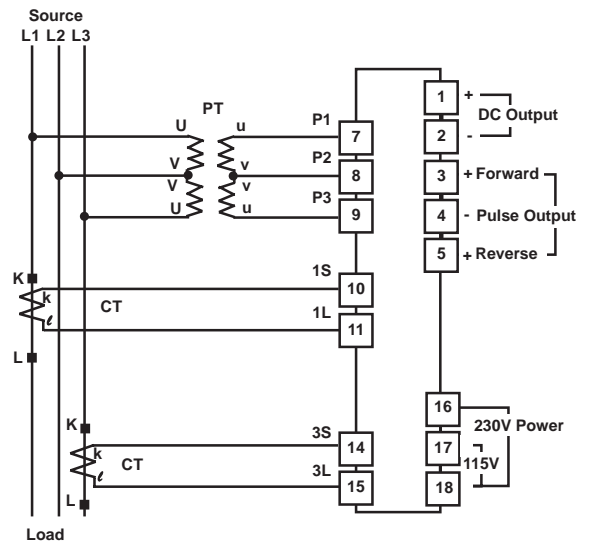 Source
L1 L2 L3
PT
U u P1 7
V v P2 8
V v
U u P3 9
K
k CT 1S 10
l 1L 11
L
K
k CT 3S 14
l 3L 15
L
Load
1 +
DC Output
2 -
3 + Forward
4 - Pulse Output
5 + Reverse
16
230V Power
17
115V
18